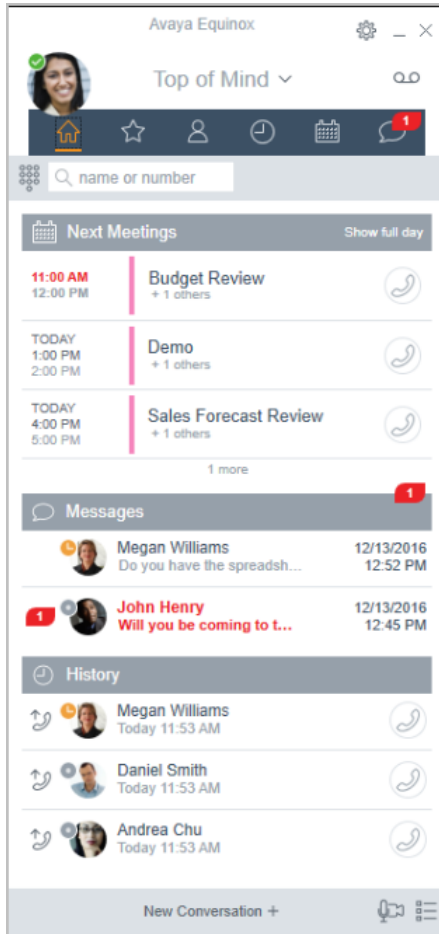 Avaya Equinox
Top of Mind
1
name or number
Next Meetings Show full day
11:00 AM
12:00 PM
Budget Review
+ 1 others
TODAY
1:00 PM
2:00 PM
Demo
+ 1 others
TODAY
4:00 PM
5:00 PM
Sales Forecast Review
+ 1 others
1 more
1
Messages
Megan Williams
Do you have the spreadsh...
12/13/2016
12:52 PM
1
John Henry
Will you be coming to t...
12/13/2016
12:45 PM
History
Megan Williams
Today 11:53 AM
Daniel Smith
Today 11:53 AM
Andrea Chu
Today 11:53 AM
New Conversation +